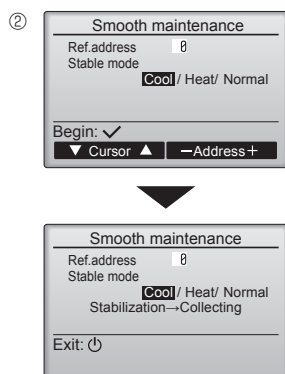 ②
Smooth maintenance
Ref.address 0
Stable mode
Cool / Heat/ Normal
Begin: ✓
▼ Cursor ▲ −Address+
Smooth maintenance
Ref.address 0
Stable mode
Cool / Heat/ Normal
Stabilization→Collecting
Exit: ⏻